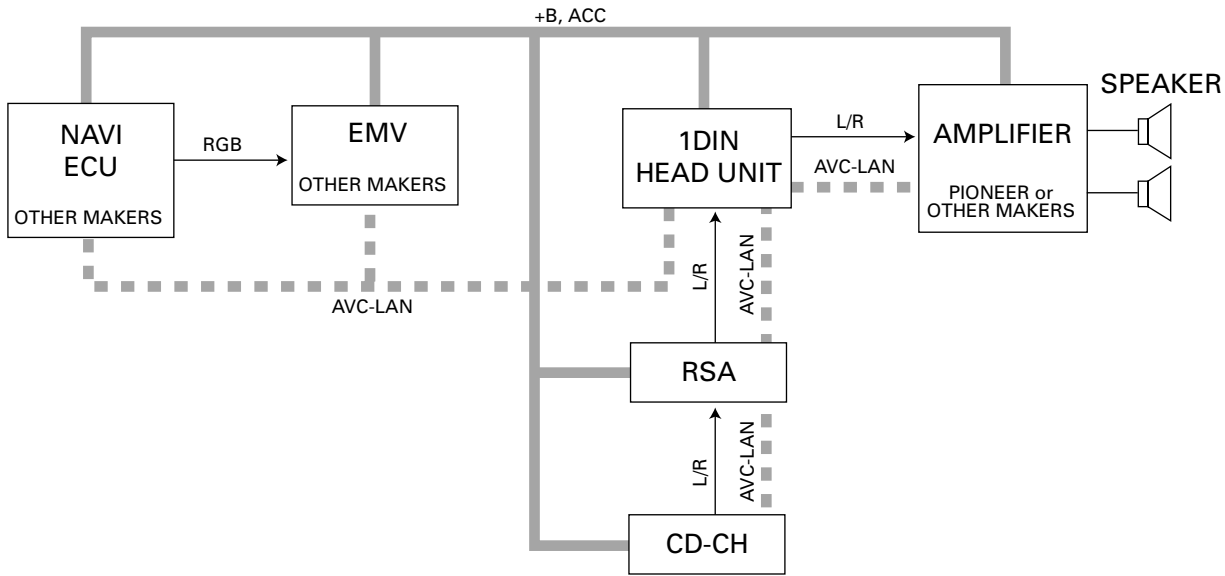 +B, ACC
NAVI
ECU
OTHER MAKERS
RGB
EMV
OTHER MAKERS
1DIN
HEAD UNIT
L/R
AVC-LAN
AMPLIFIER
PIONEER or
OTHER MAKERS
SPEAKER
AVC-LAN
L/R
AVC-LAN
RSA
L/R
AVC-LAN
CD-CH